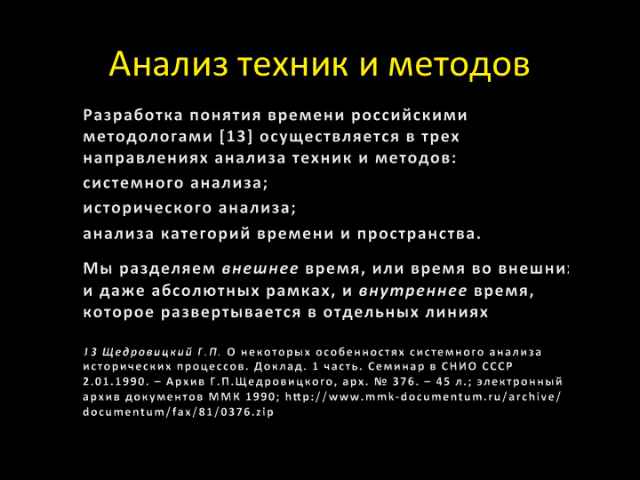 Анализ техник и методов
Разработка понятия времени российскими
методологами [13] осуществляется в трех
направлениях анализа техник и методов:
системного анализа;
исторического анализа;
анализа категорий времени и пространства.
Мы разделяем внешнее время, или время во
и даже абсолютных рамках, и внутреннее время,
которое развертывается в отдельных линиях
13 Щедровицкий Г.П. О некоторых особенностях системного анализа
исторических процессов. Доклад. 1 часть. Семинар в СНИО СССР
2.01.1990. – Архив Г.П.Щедровицкого, арх. № 376. – 45 л.; электронный
архив документов ММК 1990; http://www.mmk-documentum.ru/archive/
documentum/fax/81/0376.zip